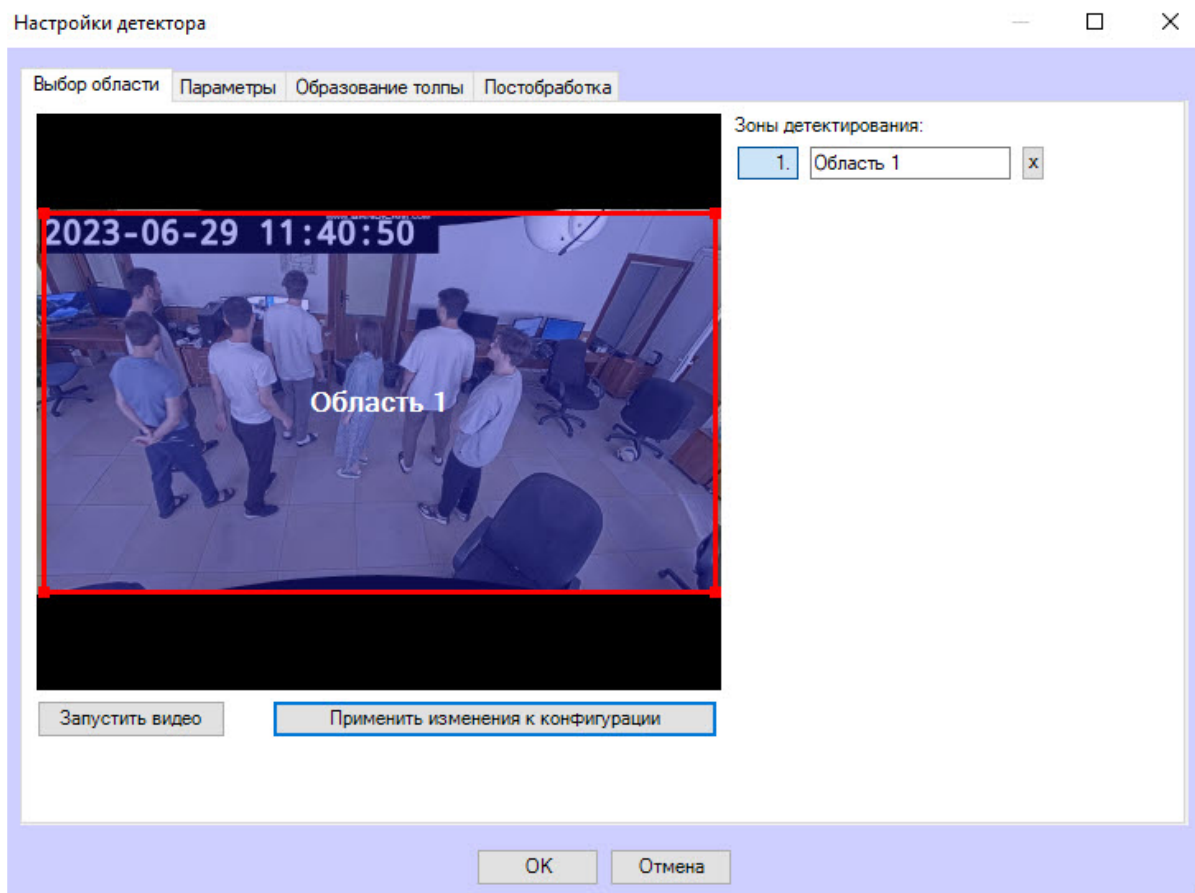 Настройки детектора
Выбор области Параметры Образование толпы Постобработка
Зоны детектирования:
1. Область 1 x
2023-06-29 11:40:50
Область 1
Запустить видео Применить изменения к конфигурации
OK Отмена